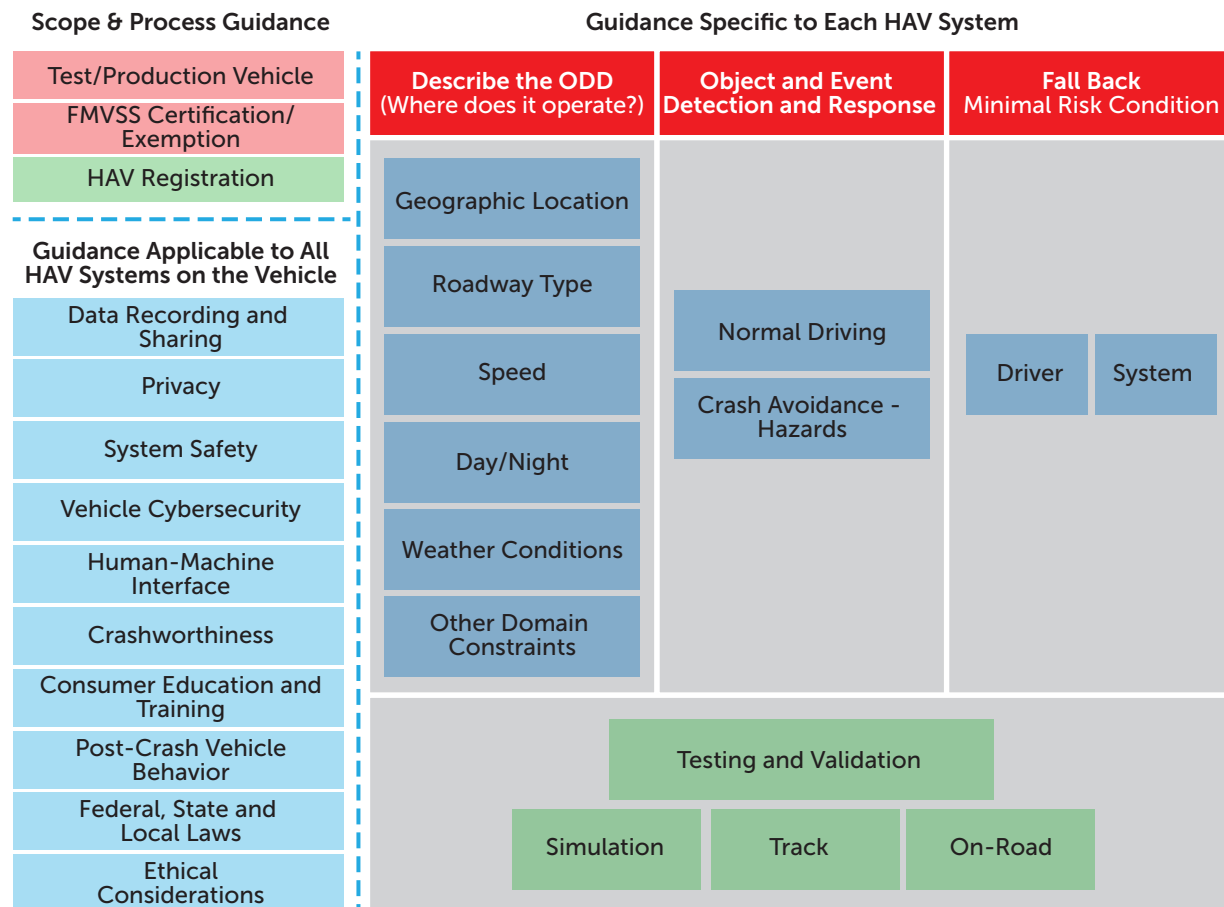 Scope & Process Guidance
Test/Production Vehicle
FMVSS Certification/
Exemption
HAV Registration
Guidance Applicable to All
HAV Systems on the Vehicle
Data Recording and
Sharing
Privacy
System Safety
Vehicle Cybersecurity
Human-Machine
Interface
Crashworthiness
Consumer Education and
Training
Post-Crash Vehicle
Behavior
Federal, State and
Local Laws
Ethical
Considerations
Guidance Specific to Each HAV System
Describe the ODD
(Where does it operate?)
Geographic Location
Roadway Type
Speed
Day/Night
Weather Conditions
Other Domain
Constraints
Object and Event
Detection and Response
Normal Driving
Crash Avoidance -
Hazards
Fall Back
Minimal Risk Condition
Driver
System
Testing and Validation
Simulation
Track
On-Road